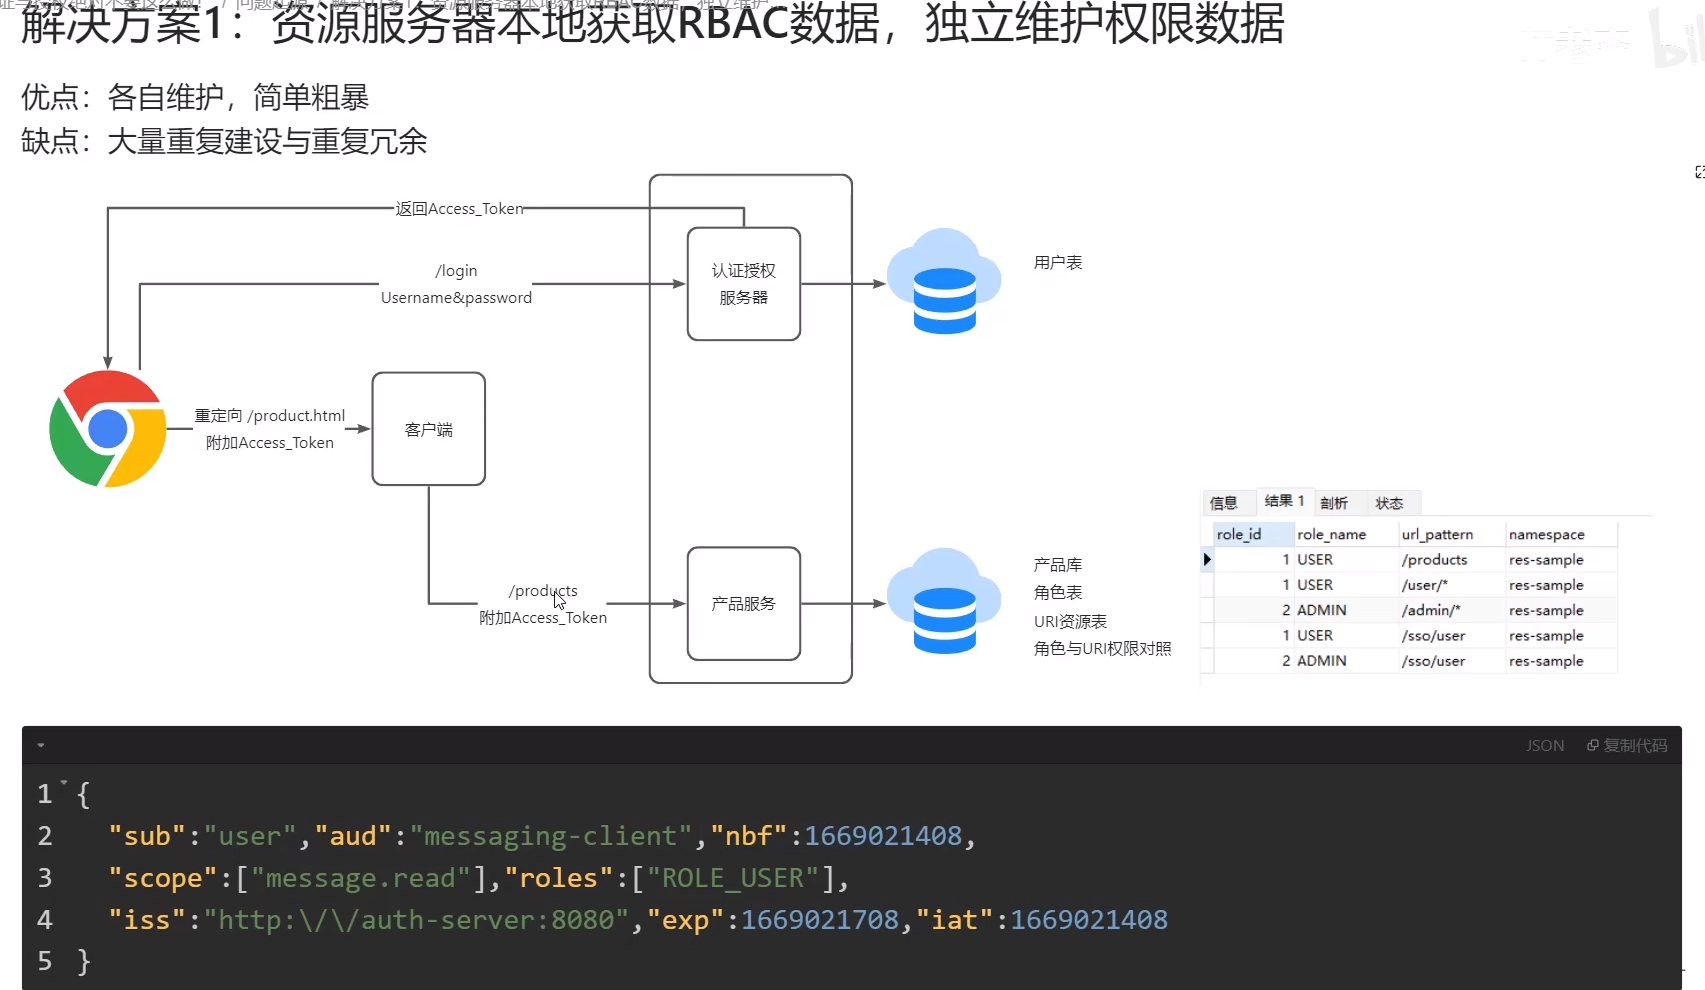 解决方案1：资源服务器本地获取RBAC数据，独立维护权限数据
优点：各自维护，简单粗暴
缺点：大量重复建设与重复冗余
返回Access_Token
/login
Username&password
认证授权
服务器
用户表
重定向 /product.html
附加Access_Token
客户端
/products
附加Access_Token
产品服务
产品库
角色表
URI资源表
角色与URI权限对照
信息 结果 1 剖析 状态
role_id role_name url_pattern namespace
1 USER /products res-sample
1 USER /user/* res-sample
2 ADMIN /admin/* res-sample
1 USER /sso/user res-sample
2 ADMIN /sso/user res-sample
JSON 复制代码
1 {
2 "sub":"user","aud":"messaging-client","nbf":1669021408,
3 "scope":["message.read"],"roles":["ROLE_USER"],
4 "iss":"http:\/\/auth-server:8080","exp":1669021708,"iat":1669021408
5 }